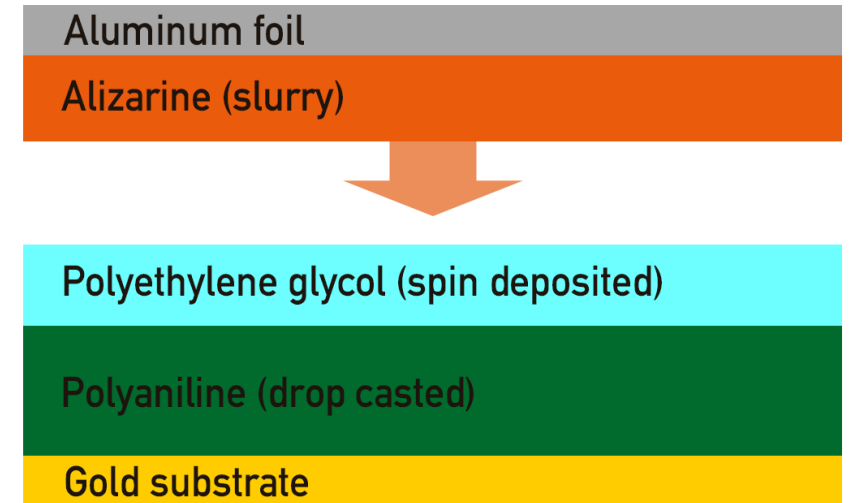 Aluminum foil
Alizarine (slurry)
Polyethylene glycol (spin deposited)
Polyaniline (drop casted)
Gold substrate